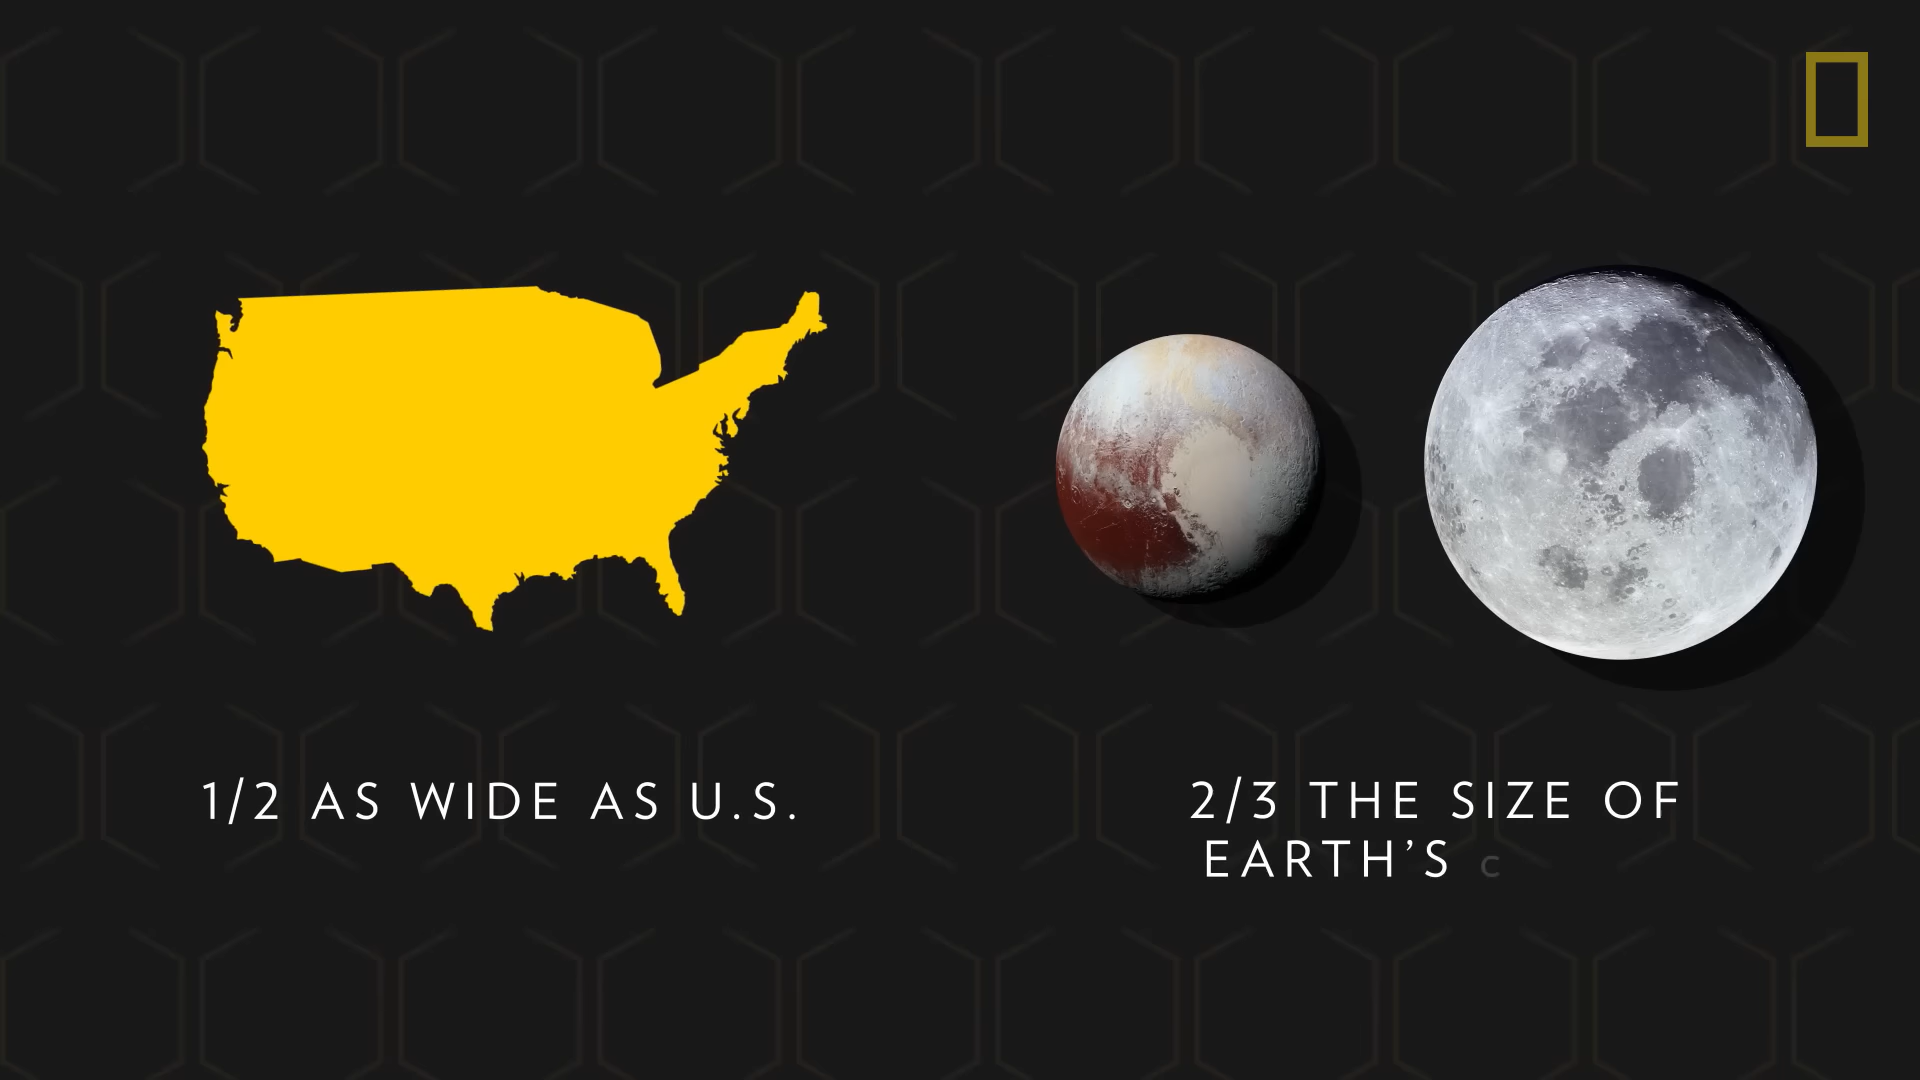 1/2 AS WIDE AS U.S.
2/3 THE SIZE OF
EARTH’S c